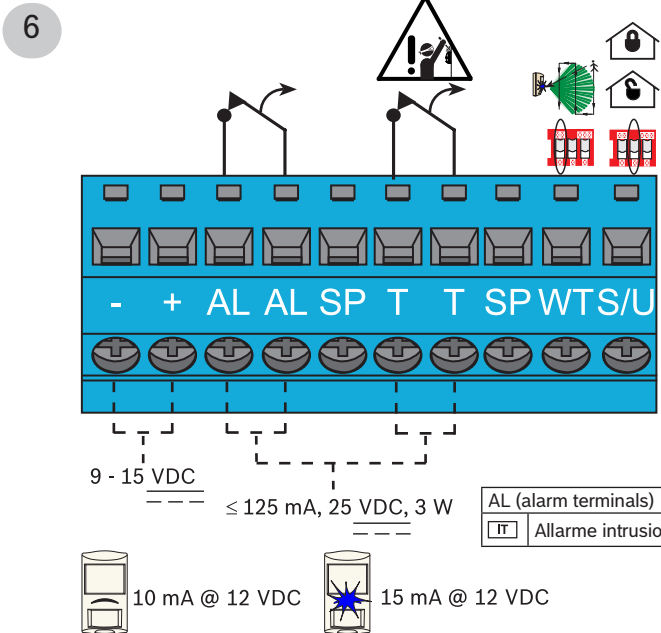 6
- + AL AL SP T T SP WT S/U
9 - 15 VDC
≤ 125 mA, 25 VDC, 3 W
AL (alarm terminals)
IT Allarme intrusio
10 mA @ 12 VDC
15 mA @ 12 VDC